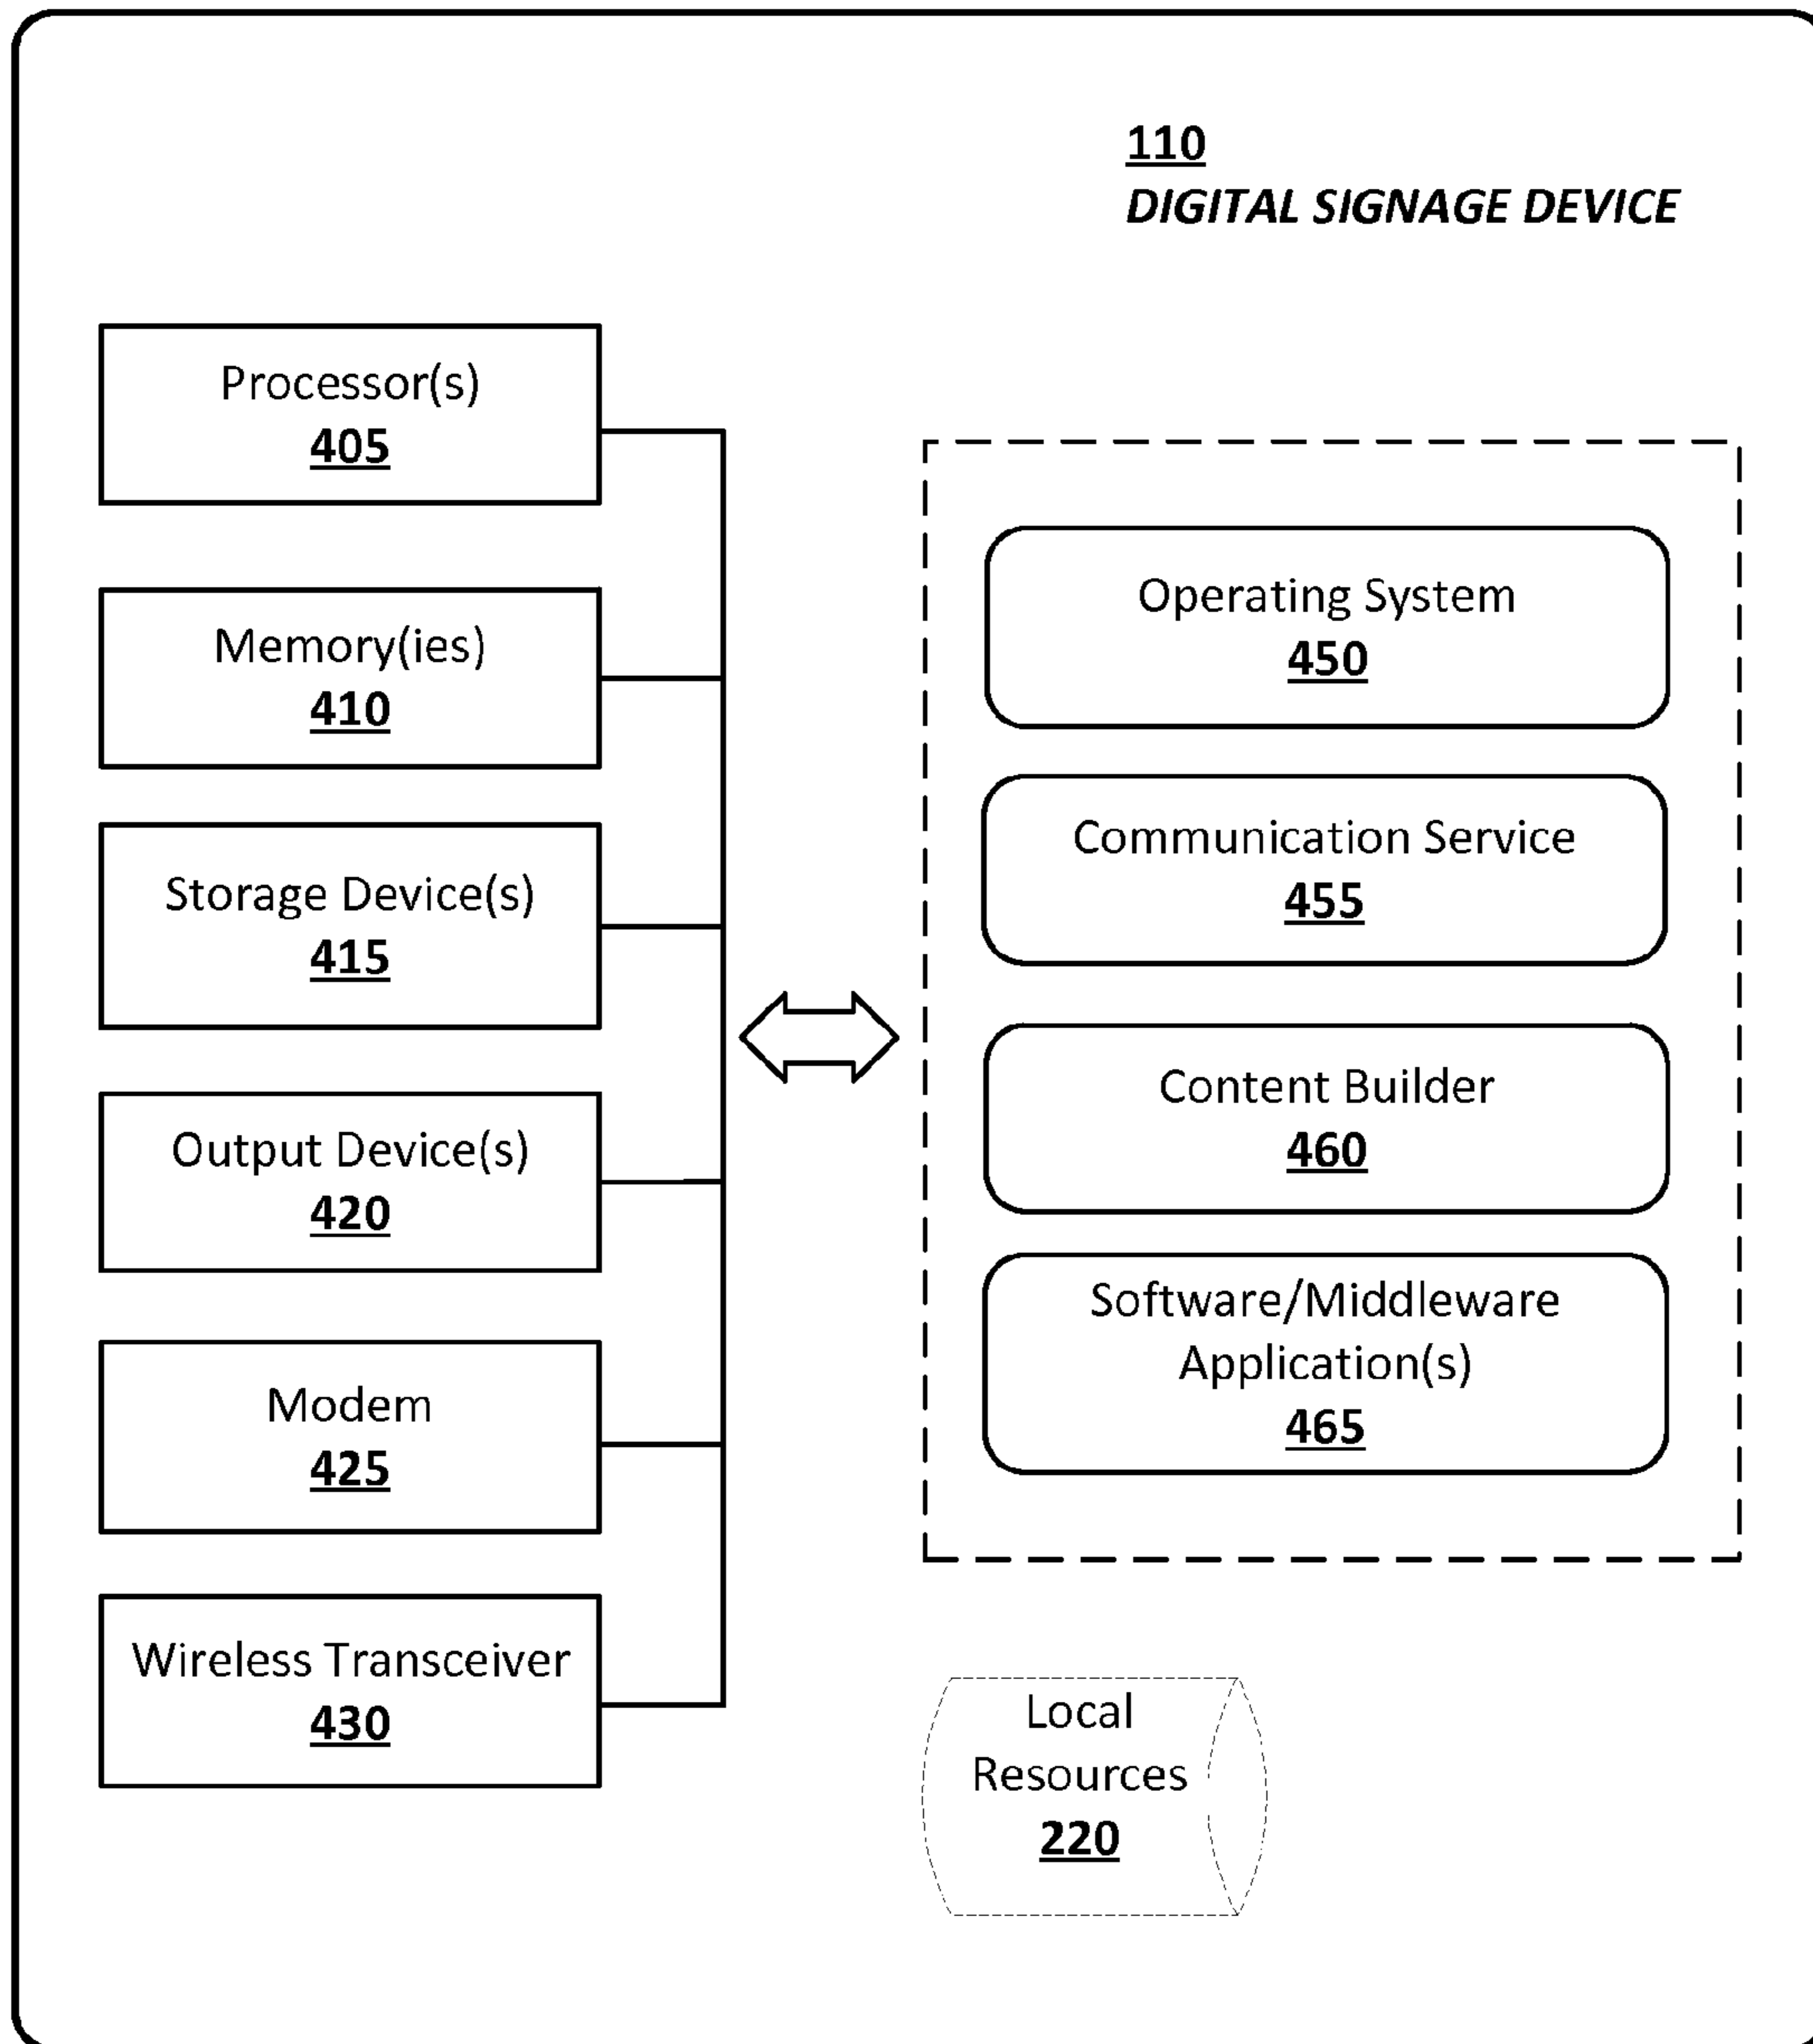 110
DIGITAL SIGNAGE DEVICE
Processor(s)
405
Memory(ies)
410
Storage Device(s)
415
Output Device(s)
420
Modem
425
Wireless Transceiver
430
Operating System
450
Communication Service
455
Content Builder
460
Software/Middleware
Application(s)
465
Local
Resources
220